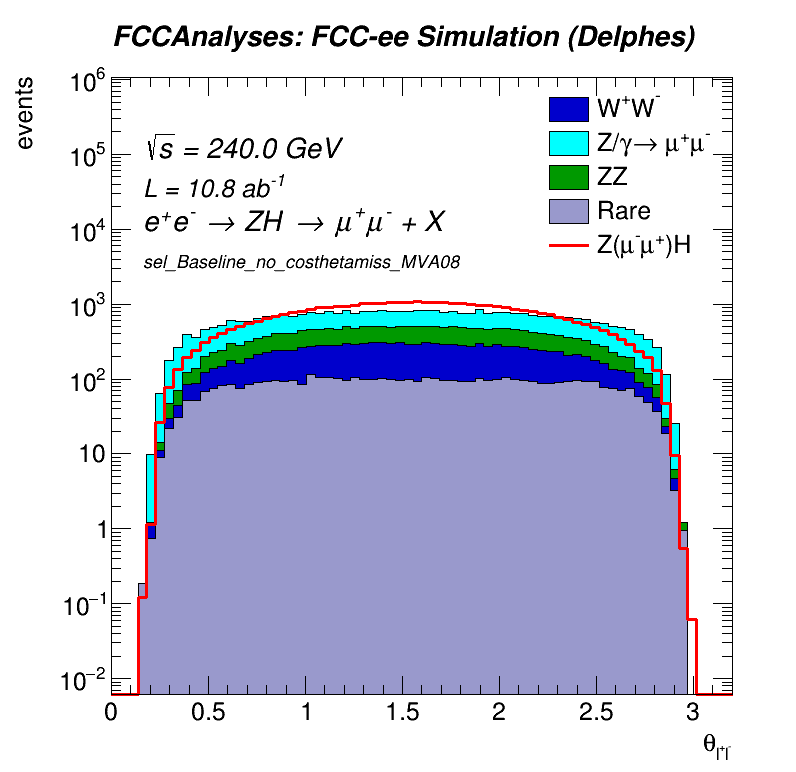 FCCAnalyses: FCC-ee Simulation (Delphes)
events
10⁶
10⁵
10⁴
10³
10²
10
1
10⁻¹
10⁻²
√s = 240.0 GeV
L = 10.8 ab⁻¹
e⁺e⁻ → ZH → μ⁺μ⁻ + X
sel_Baseline_no_costhetamiss_MVA08
W⁺W⁻
Z/γ→ μ⁺μ⁻
ZZ
Rare
Z(μ⁻μ⁺)H
0 0.5 1 1.5 2 2.5 3
θ_l⁺l⁻